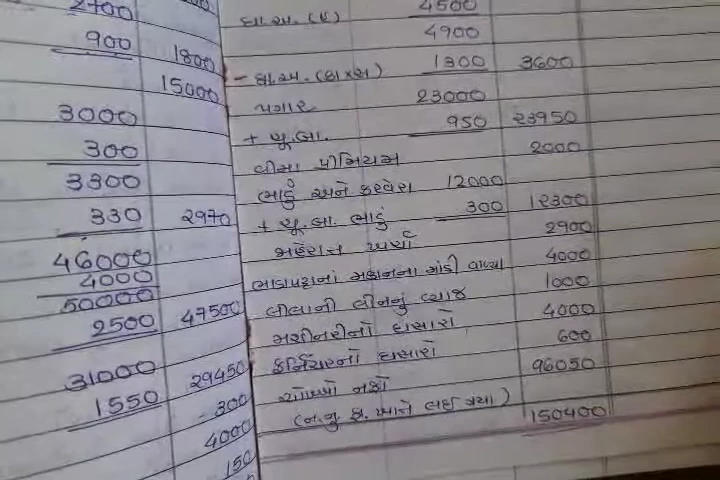 2700
900 1800
15000
3000
300
3300
330 2970
46000
4000
50000
2500 47500
31000
1550 29450
300
4000
150
ઘા.અ. (ક) 4500
4900
- ઘા.અ. 1300 3600
પગાર 23000
+ ચૂ.બા. 950 23950
વીમા પ્રીમિયમ 2000
ભાડું અને કરવેરા 12000
+ ચૂ.બા. ભાડું 300 12300
મહેરાત ખર્ચા 2900
ભાડાપટ્ટાનાં મકાનના માંડી વાળ્યા 4000
લીલાની લોનનું વ્યાજ 1000
મશીનરીનો ઘસારો 4000
ફર્નિચરનો ઘસારો 600
ચોખ્ખો નફો 96050
(ન.નુ. ફા. ખાતે લઈ ગયા) 150400